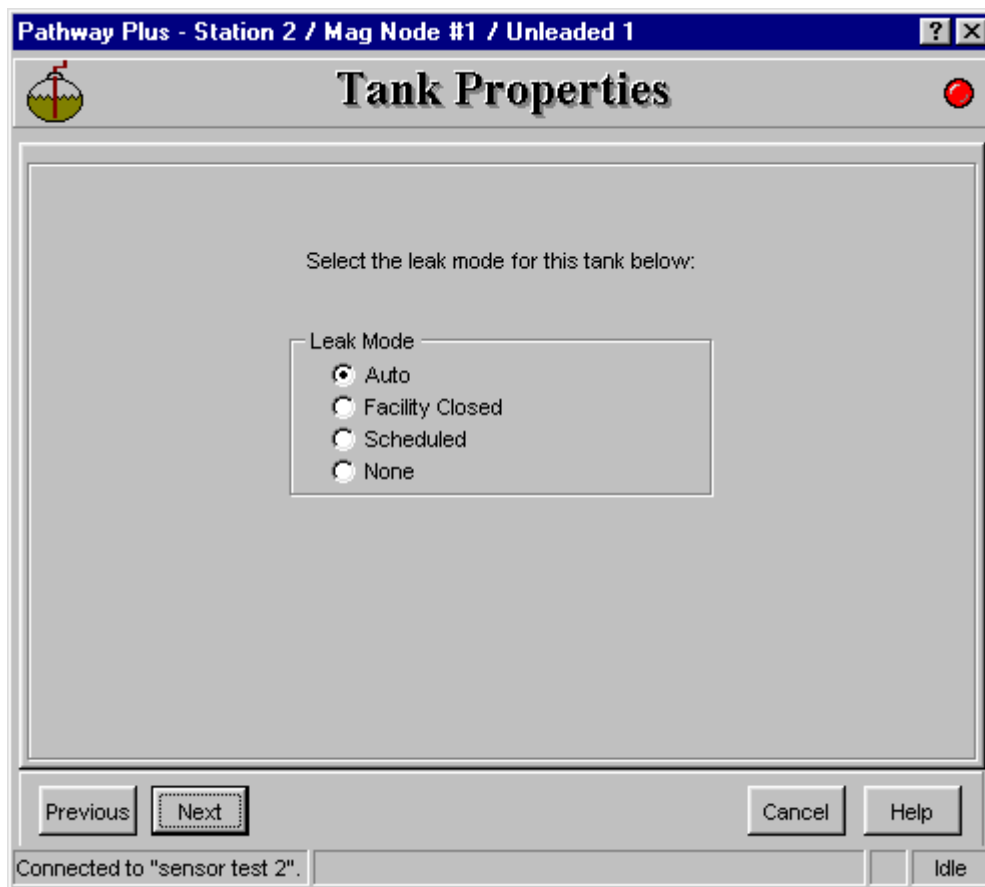 Pathway Plus - Station 2 / Mag Node #1 / Unleaded 1
Tank Properties
Select the leak mode for this tank below:
Leak Mode
Auto
Facility Closed
Scheduled
None
Previous Next Cancel Help
Connected to "sensor test 2". Idle